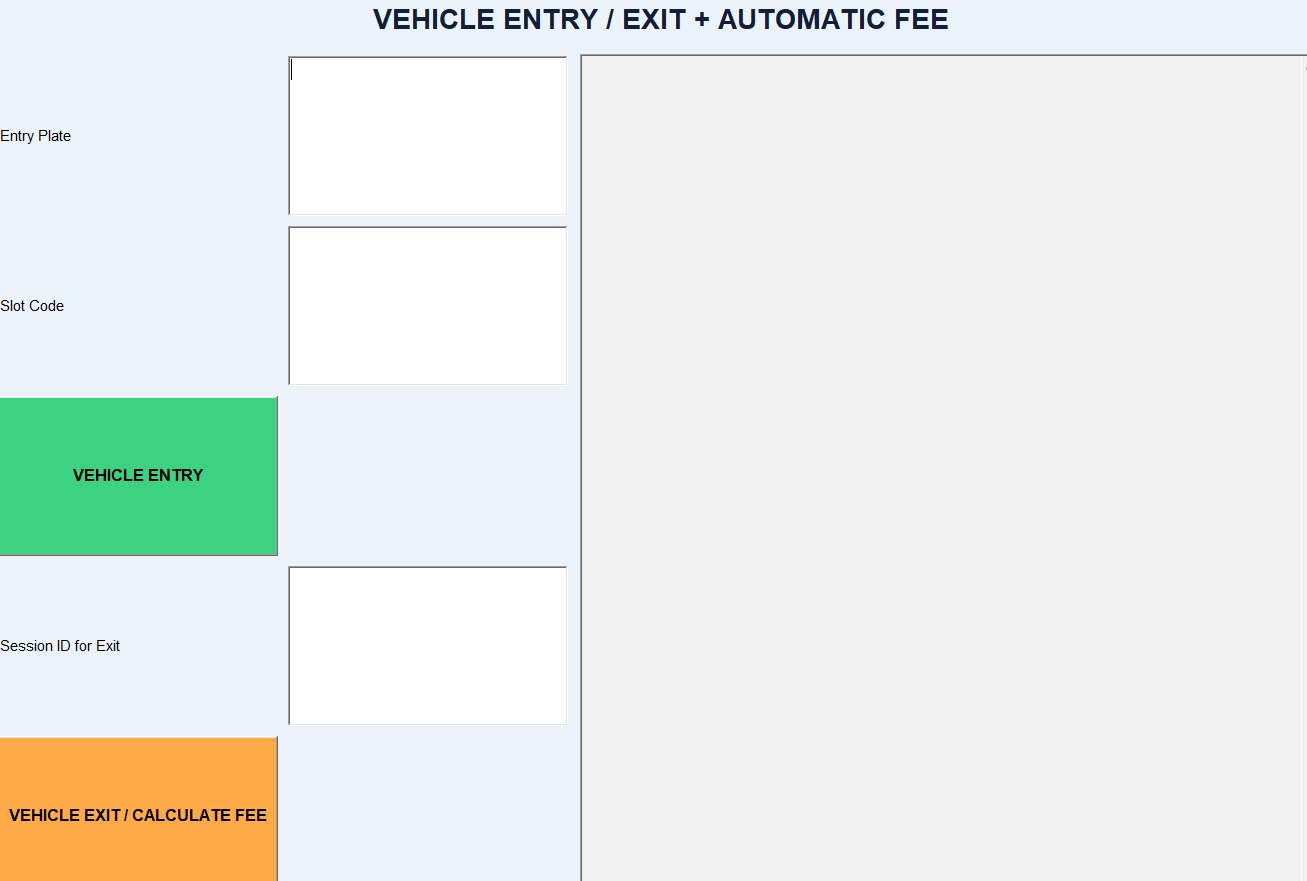 VEHICLE ENTRY / EXIT + AUTOMATIC FEE
Entry Plate
Slot Code
VEHICLE ENTRY
Session ID for Exit
VEHICLE EXIT / CALCULATE FEE